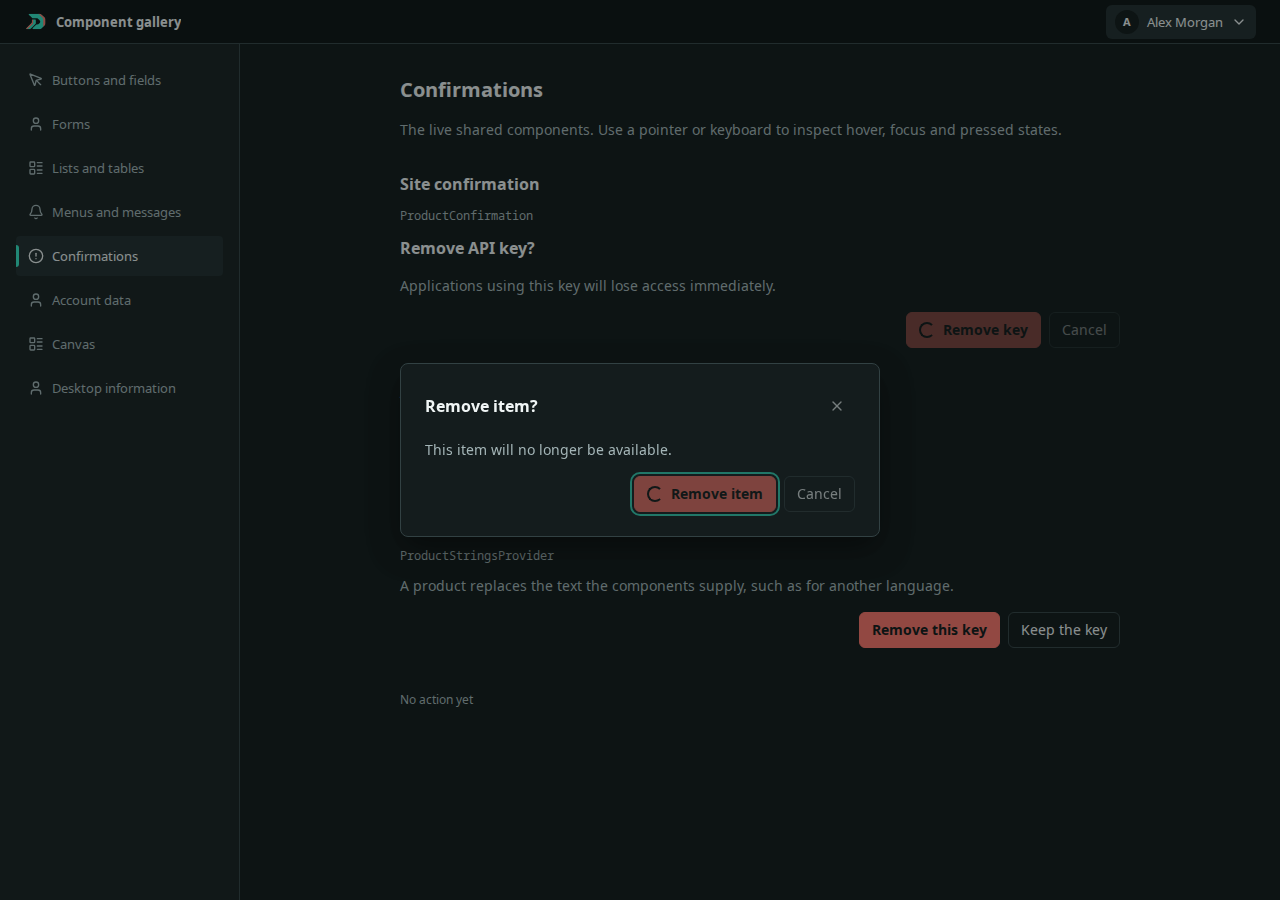 Component gallery
A
Alex Morgan
Buttons and fields
Forms
Lists and tables
Menus and messages
Confirmations
Account data
Canvas
Desktop information
Confirmations
The live shared components. Use a pointer or keyboard to inspect hover, focus and pressed states.
Site confirmation
ProductConfirmation
Remove API key?
Applications using this key will lose access immediately.
Remove key
Cancel
Remove item?
This item will no longer be available.
Remove item
Cancel
ProductStringsProvider
A product replaces the text the components supply, such as for another language.
Remove this key
Keep the key
No action yet